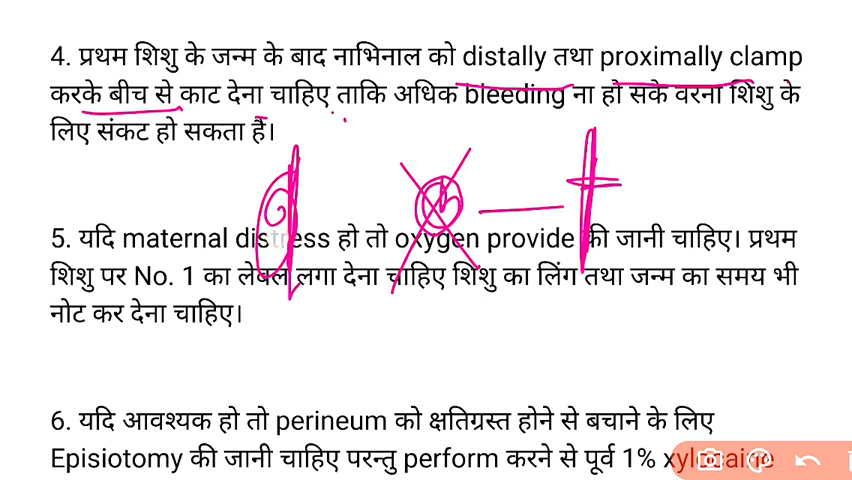 4. प्रथम शिशु के जन्म के बाद नाभिनाल को distally तथा proximally clamp
करके बीच से काट देना चाहिए ताकि अधिक bleeding ना हो सके वरना शिशु के
लिए संकट हो सकता है।
5. यदि maternal distress हो तो oxygen provide की जानी चाहिए। प्रथम
शिशु पर No. 1 का लेबल लगा देना चाहिए शिशु का लिंग तथा जन्म का समय भी
नोट कर देना चाहिए।
6. यदि आवश्यक हो तो perineum को क्षतिग्रस्त होने से बचाने के लिए
Episiotomy की जानी चाहिए परन्तु perform करने से पूर्व 1% xylocaine